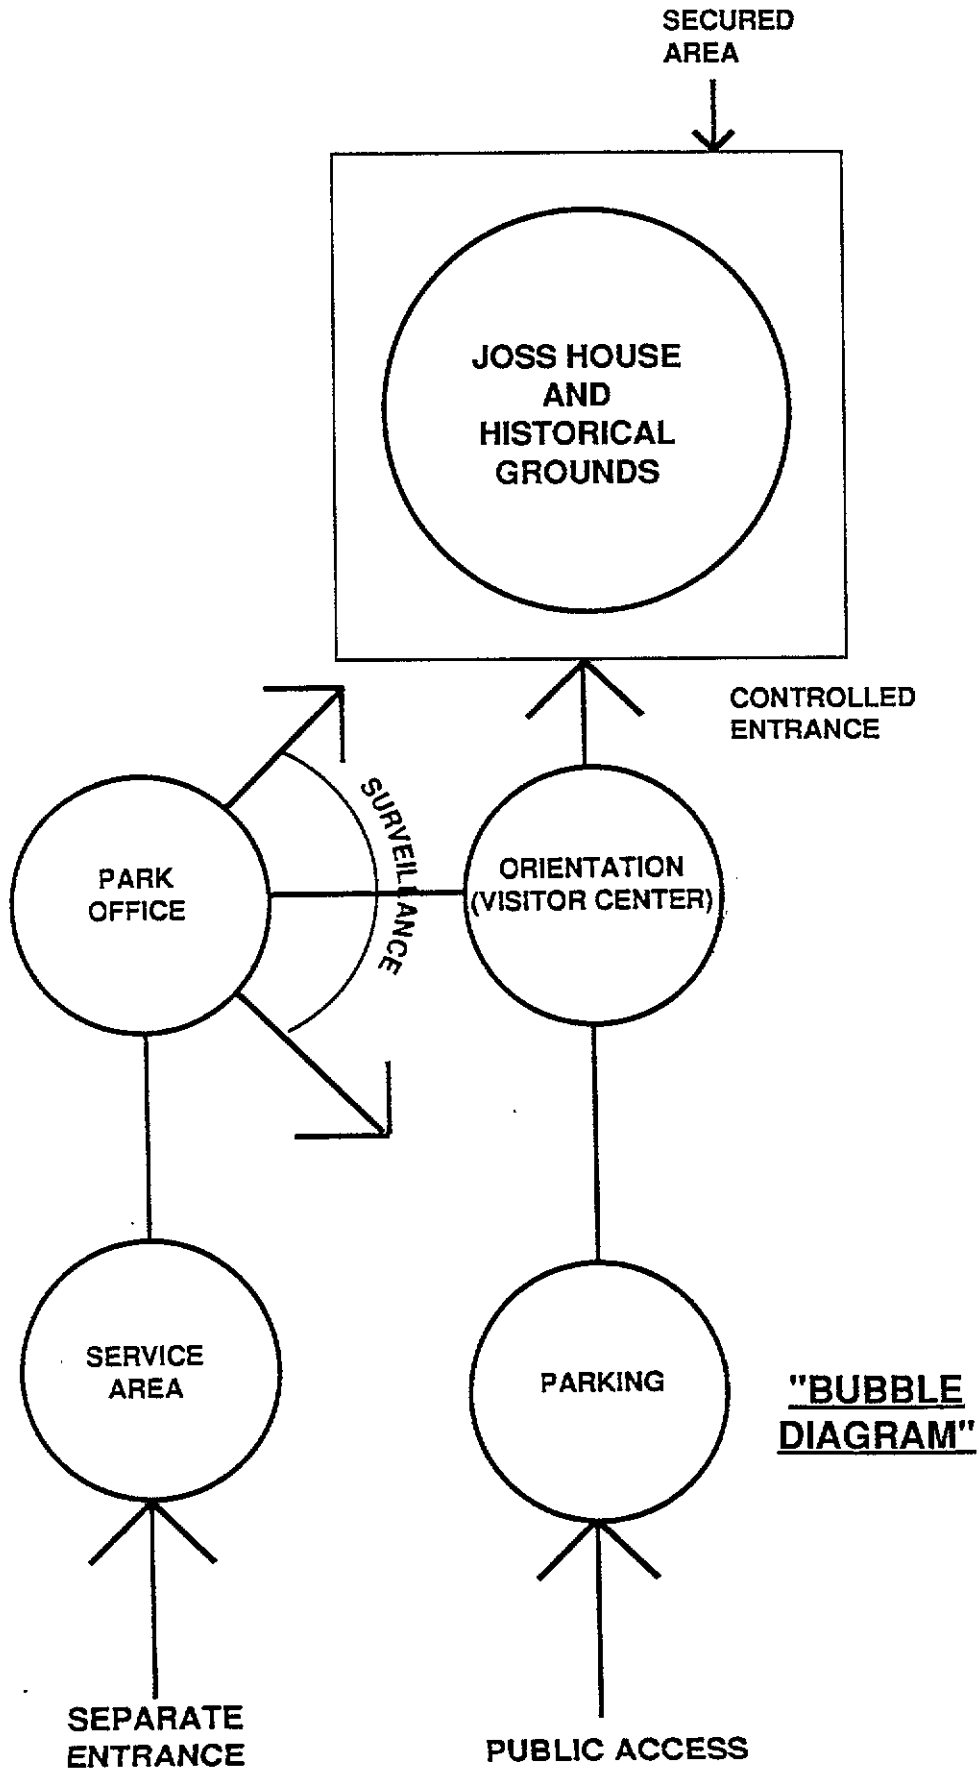 SECURED
AREA
JOSS HOUSE
AND
HISTORICAL
GROUNDS
CONTROLLED
ENTRANCE
SURVEILLANCE
PARK
OFFICE
ORIENTATION
(VISITOR CENTER)
SERVICE
AREA
PARKING
"BUBBLE
DIAGRAM"
SEPARATE
ENTRANCE
PUBLIC ACCESS